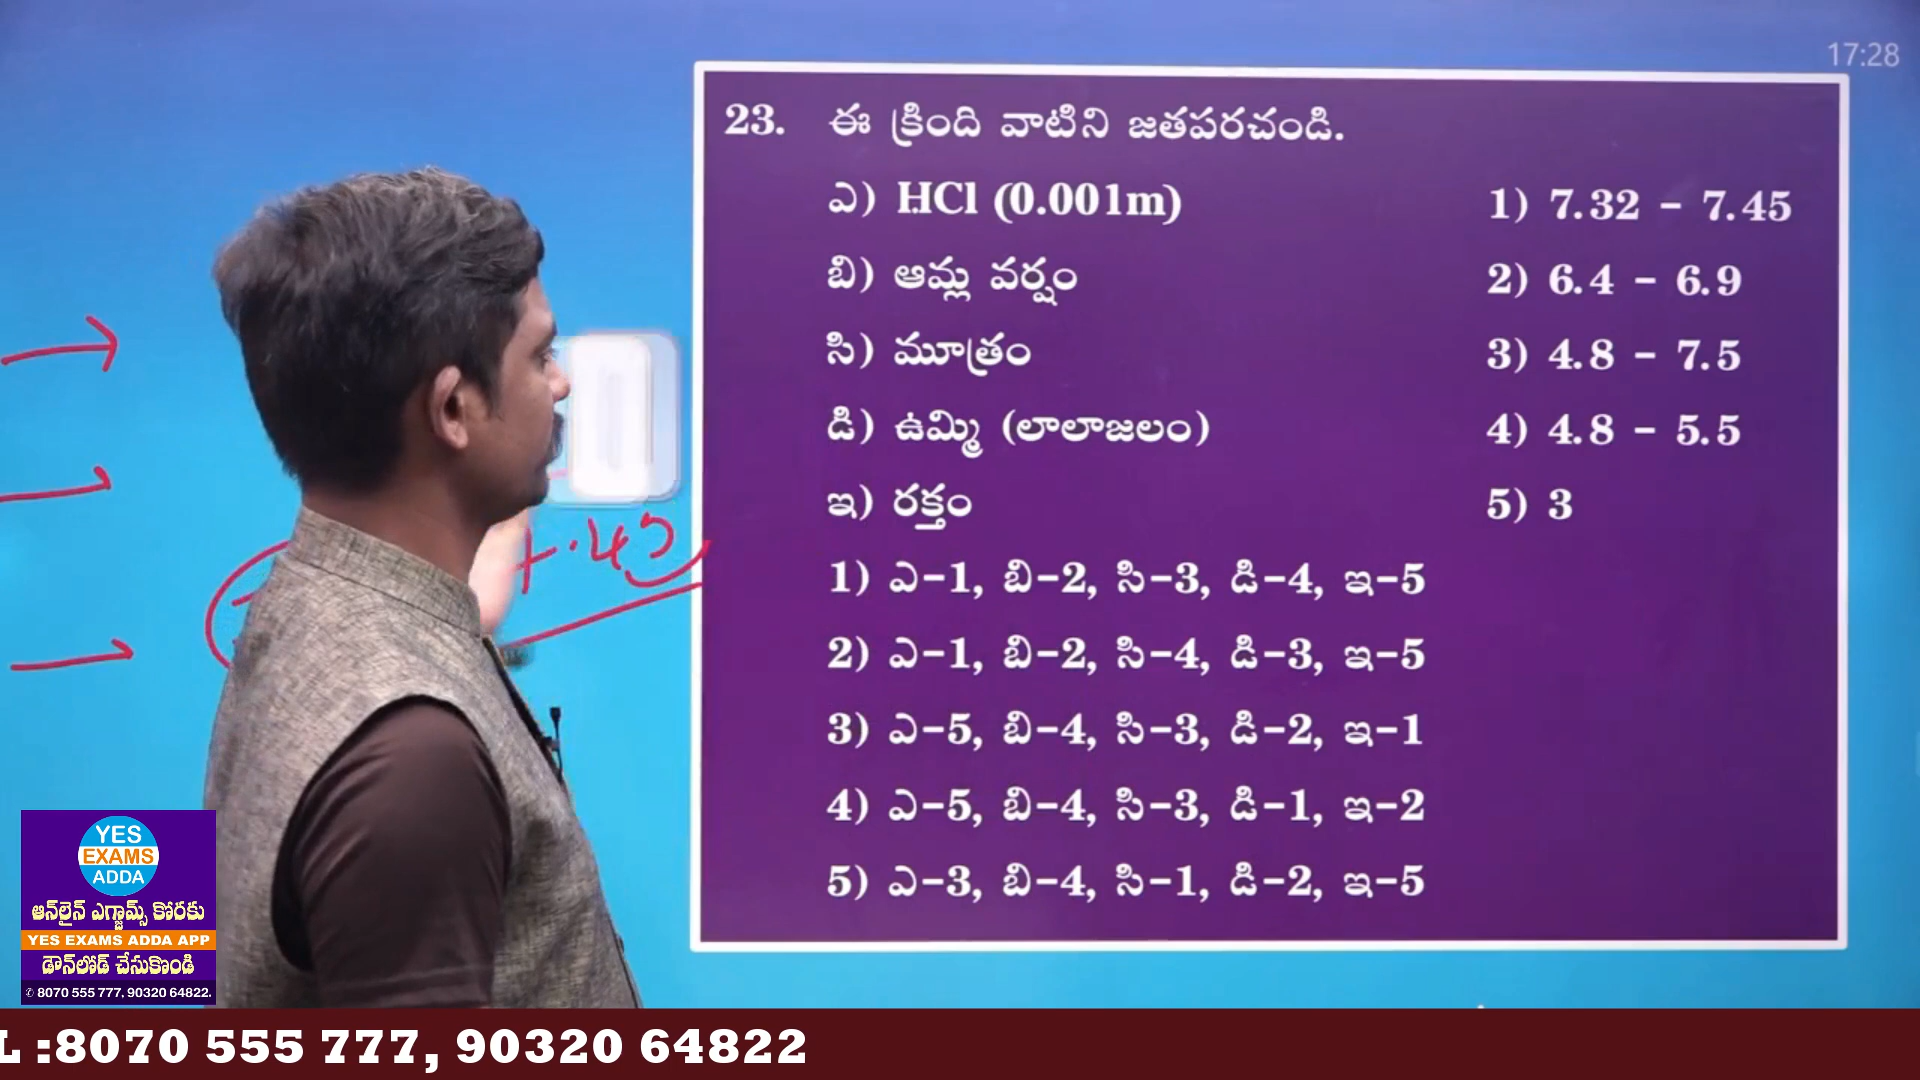 17:28
23. ఈ క్రింది వాటిని జతపరచండి.
ఎ) HCl (0.001m) 1) 7.32 - 7.45
బి) ఆమ్ల వర్షం 2) 6.4 - 6.9
సి) మూత్రం 3) 4.8 - 7.5
డి) ఉమ్మి (లాలాజలం) 4) 4.8 - 5.5
ఇ) రక్తం 5) 3
1) ఎ-1, బి-2, సి-3, డి-4, ఇ-5
2) ఎ-1, బి-2, సి-4, డి-3, ఇ-5
3) ఎ-5, బి-4, సి-3, డి-2, ఇ-1
4) ఎ-5, బి-4, సి-3, డి-1, ఇ-2
5) ఎ-3, బి-4, సి-1, డి-2, ఇ-5
YES
EXAMS
ADDA
ఆన్‌లైన్ ఎగ్జామ్స్ కోరకు
YES EXAMS ADDA APP
డౌన్‌లోడ్ చేసుకొండి
✆ 8070 555 777, 90320 64822.
L :8070 555 777, 90320 64822